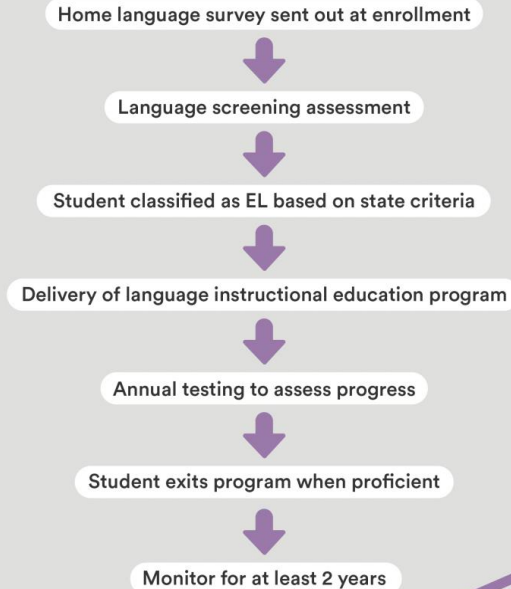 Home language survey sent out at enrollment
Language screening assessment
Student classified as EL based on state criteria
Delivery of language instructional education program
Annual testing to assess progress
Student exits program when proficient
Monitor for at least 2 years